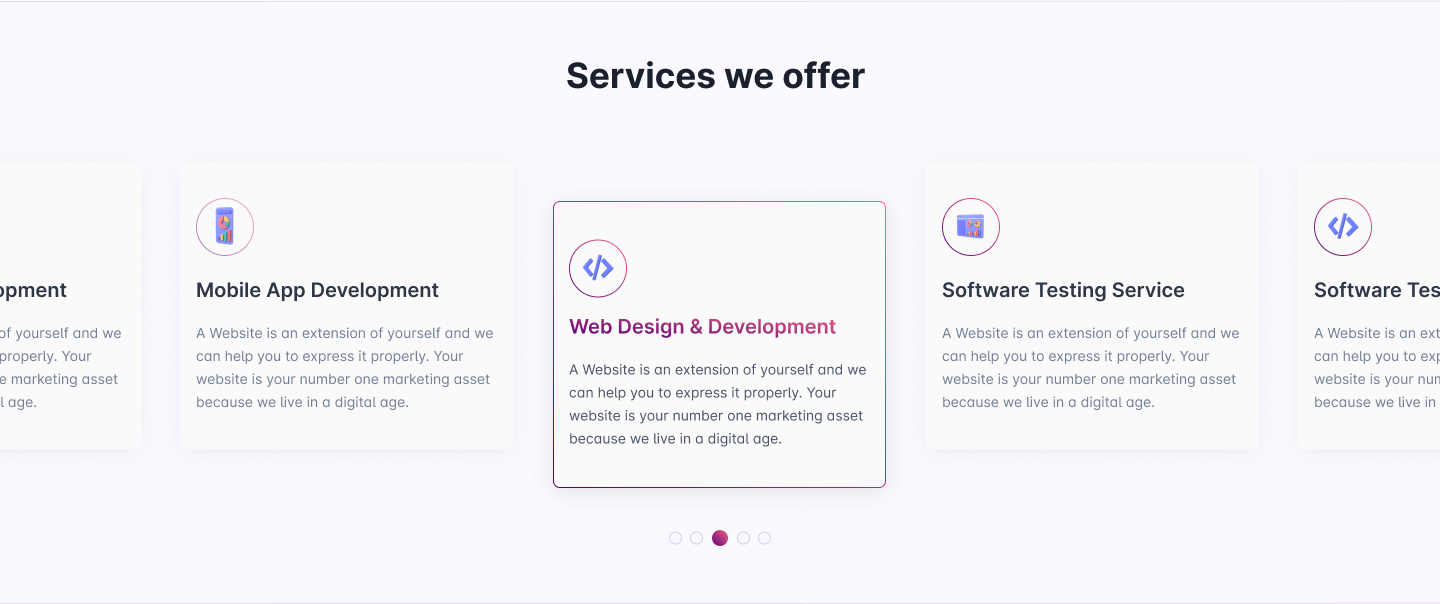 Services we offer
opment
of yourself and we
properly. Your
e marketing asset
l age.
Mobile App Development
A Website is an extension of yourself and we
can help you to express it properly. Your
website is your number one marketing asset
because we live in a digital age.
Web Design & Development
A Website is an extension of yourself and we
can help you to express it properly. Your
website is your number one marketing asset
because we live in a digital age.
Software Testing Service
A Website is an extension of yourself and we
can help you to express it properly. Your
website is your number one marketing asset
because we live in a digital age.
Software Tes
A Website is an ext
can help you to exp
website is your num
because we live in